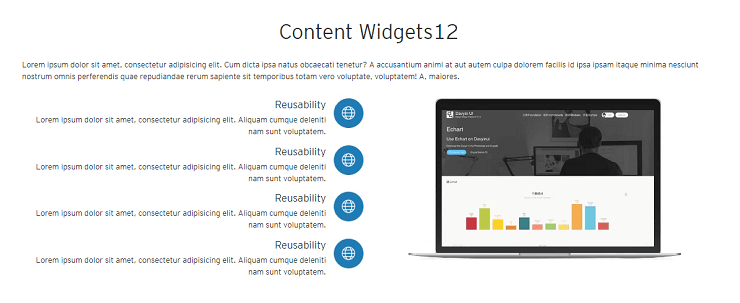 Content Widgets12
Lorem ipsum dolor sit amet, consectetur adipisicing elit. Cum dicta ipsa natus obcaecati tenetur? A accusantium animi at aut autem culpa dolorem facilis id ipsa ipsam itaque minima nesciunt
nostrum omnis perferendis quae repudiandae rerum sapiente sit temporibus totam vero voluptate, voluptatem! A, maiores.
Reusability
Lorem ipsum dolor sit amet, consectetur adipisicing elit. Aliquam cumque deleniti
nam sunt voluptatem.
Reusability
Lorem ipsum dolor sit amet, consectetur adipisicing elit. Aliquam cumque deleniti
nam sunt voluptatem.
Reusability
Lorem ipsum dolor sit amet, consectetur adipisicing elit. Aliquam cumque deleniti
nam sunt voluptatem.
Reusability
Lorem ipsum dolor sit amet, consectetur adipisicing elit. Aliquam cumque deleniti
nam sunt voluptatem.
Echart
Use Echart on Davyinui